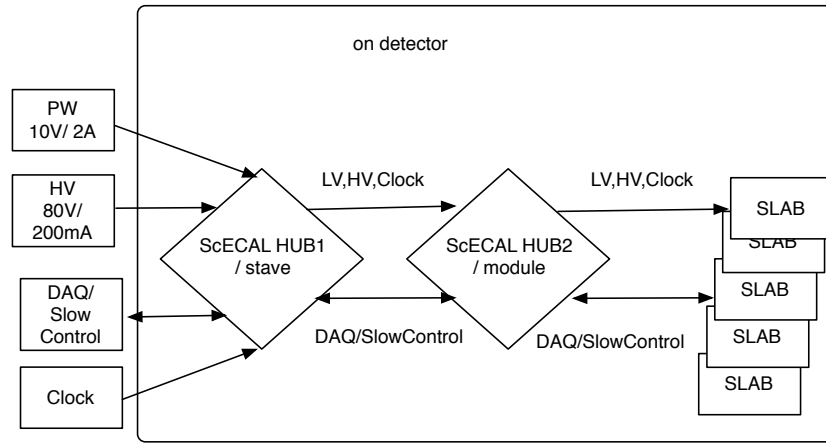 on detector
PW
10V/ 2A
HV
80V/
200mA
DAQ/
Slow
Control
Clock
ScECAL HUB1
/ stave
LV,HV,Clock
DAQ/SlowControl
ScECAL HUB2
/ module
LV,HV,Clock
DAQ/SlowControl
SLAB
SLAB
SLAB
SLAB
SLAB